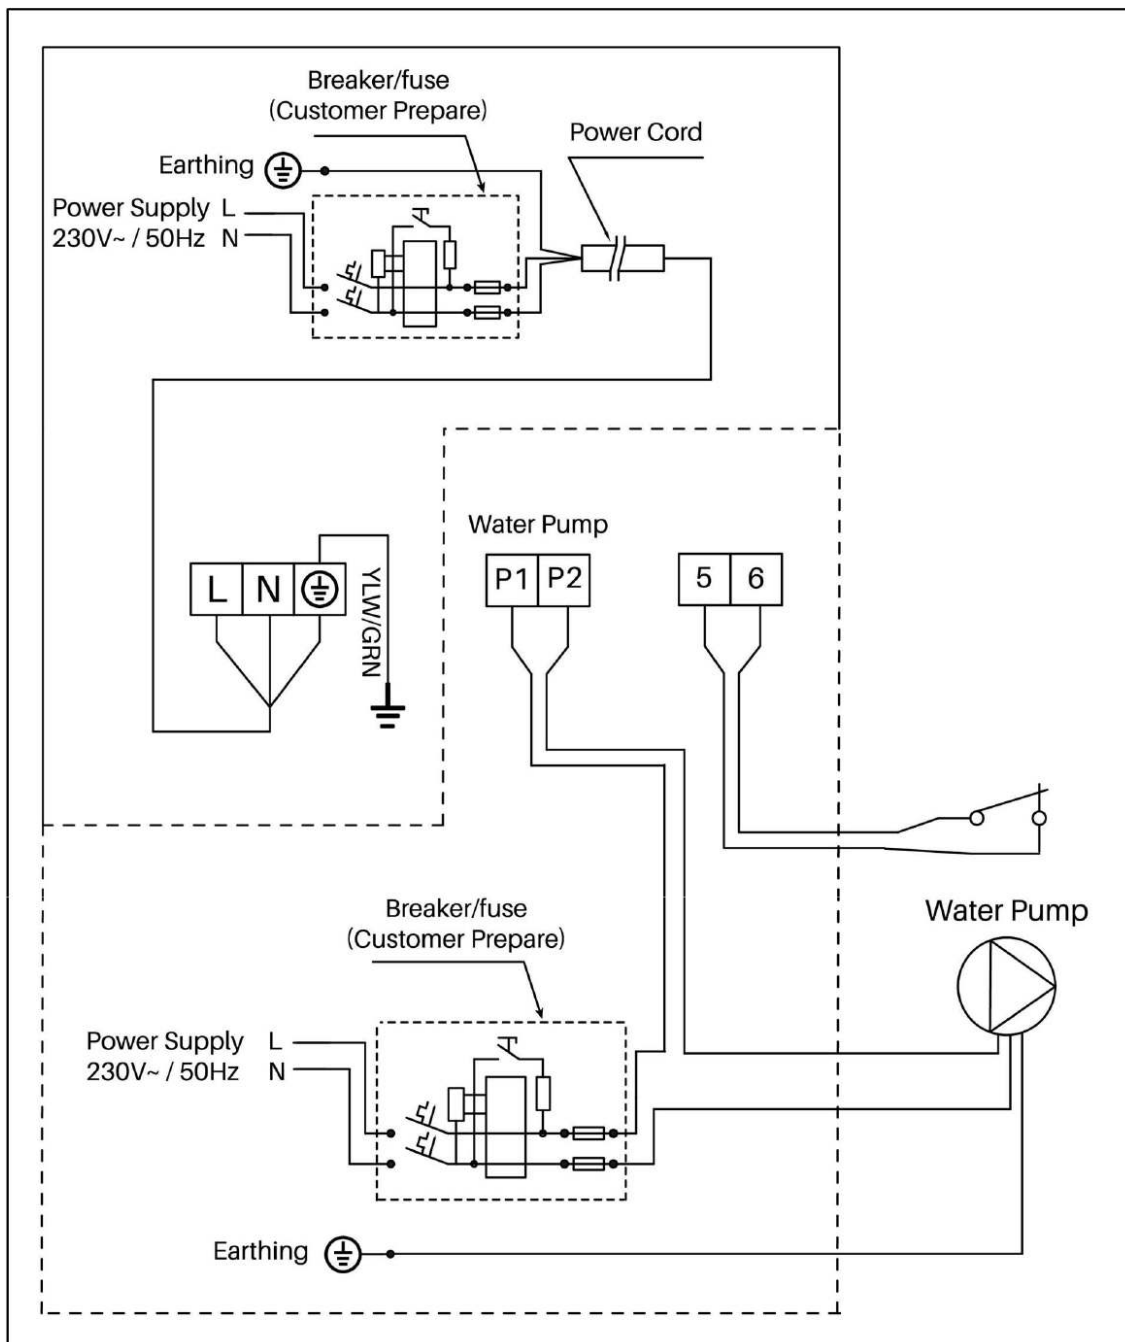 Breaker/fuse
(Customer Prepare)
Power Cord
Earthing
Power Supply L
230V~ / 50Hz N
Water Pump
L N
YLW/GRN
P1 P2
5 6
Breaker/fuse
(Customer Prepare)
Water Pump
Power Supply L
230V~ / 50Hz N
Earthing